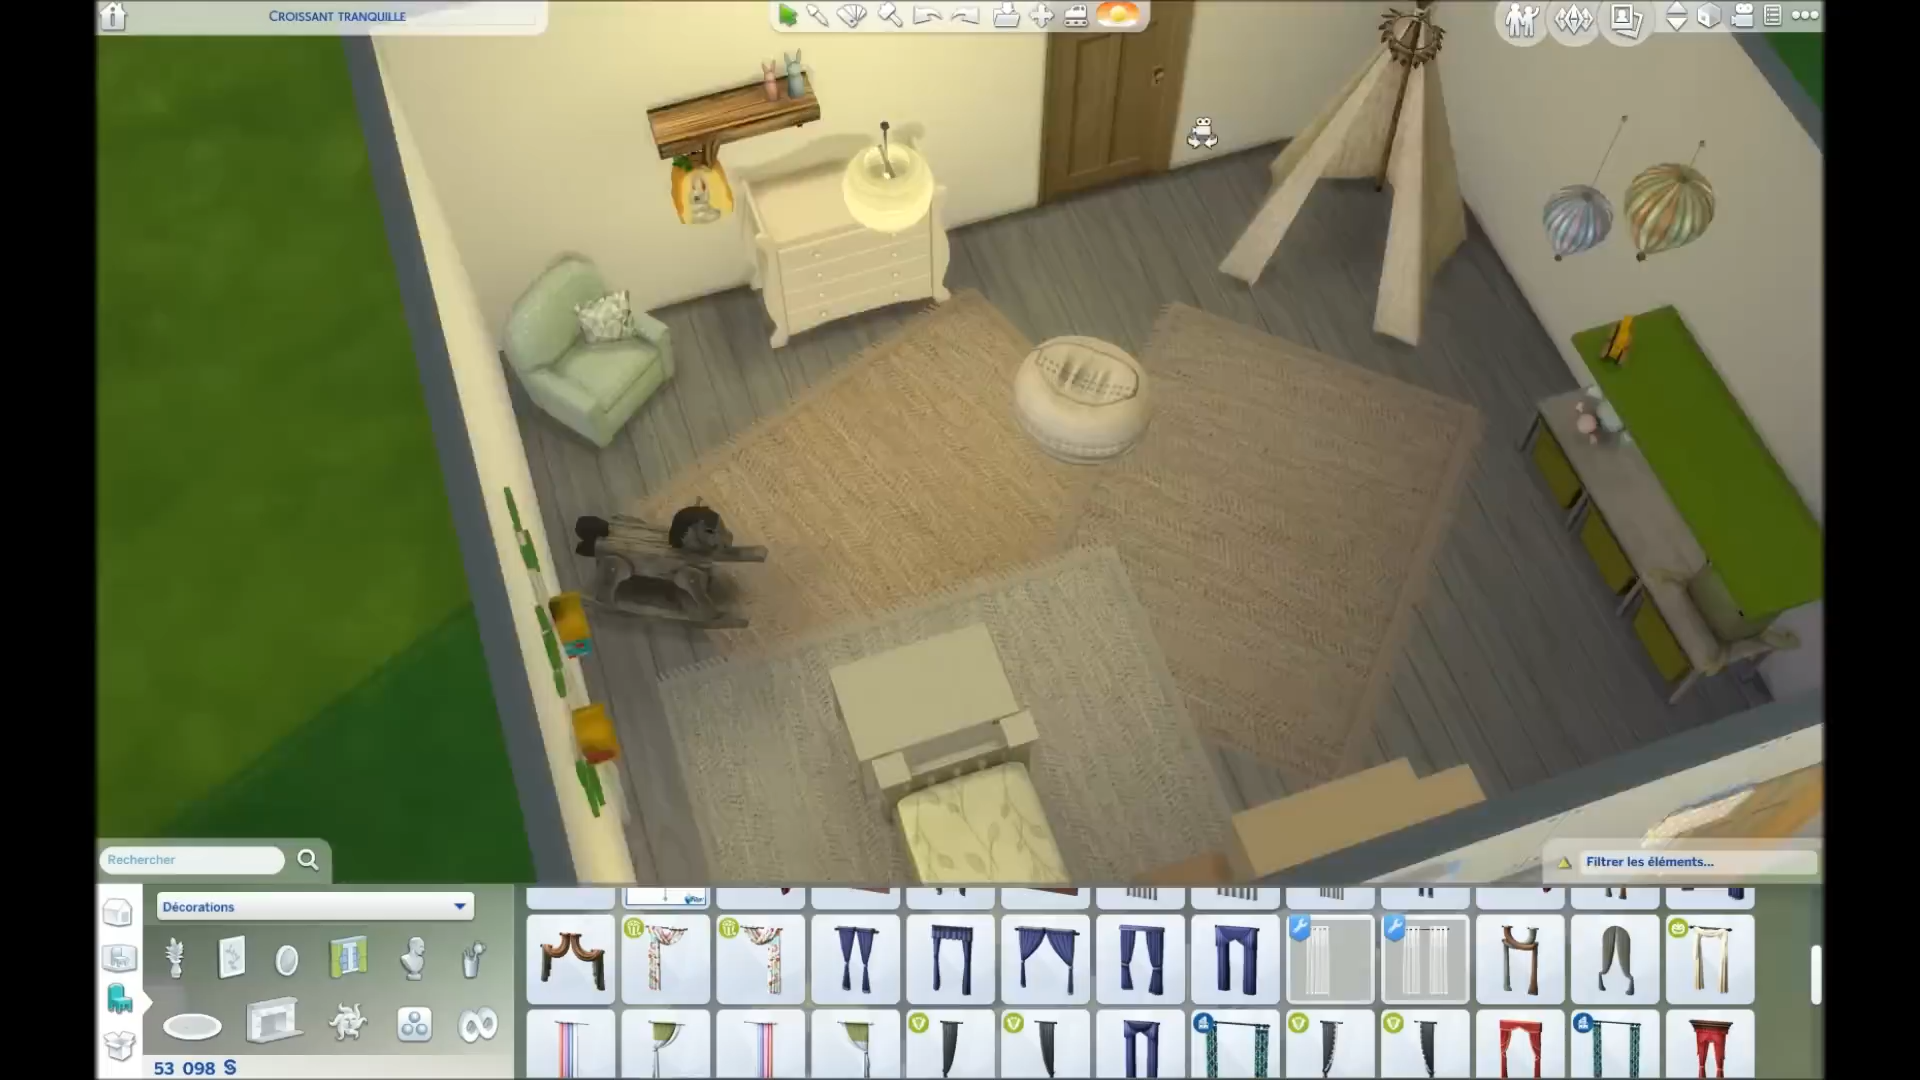 Croissant tranquille
Rechercher
Filtrer les éléments...
Décorations
53 098 S